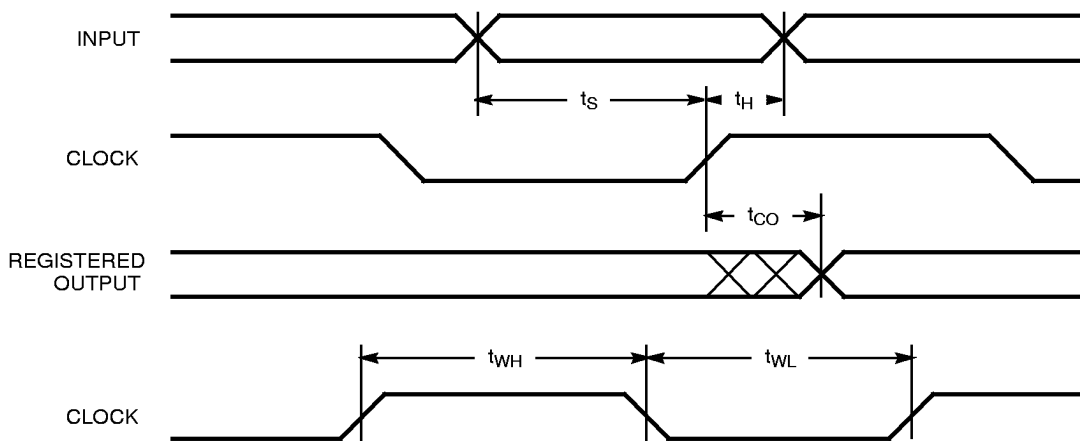 INPUT
tS
tH
CLOCK
tCO
REGISTERED
OUTPUT
tWH
tWL
CLOCK